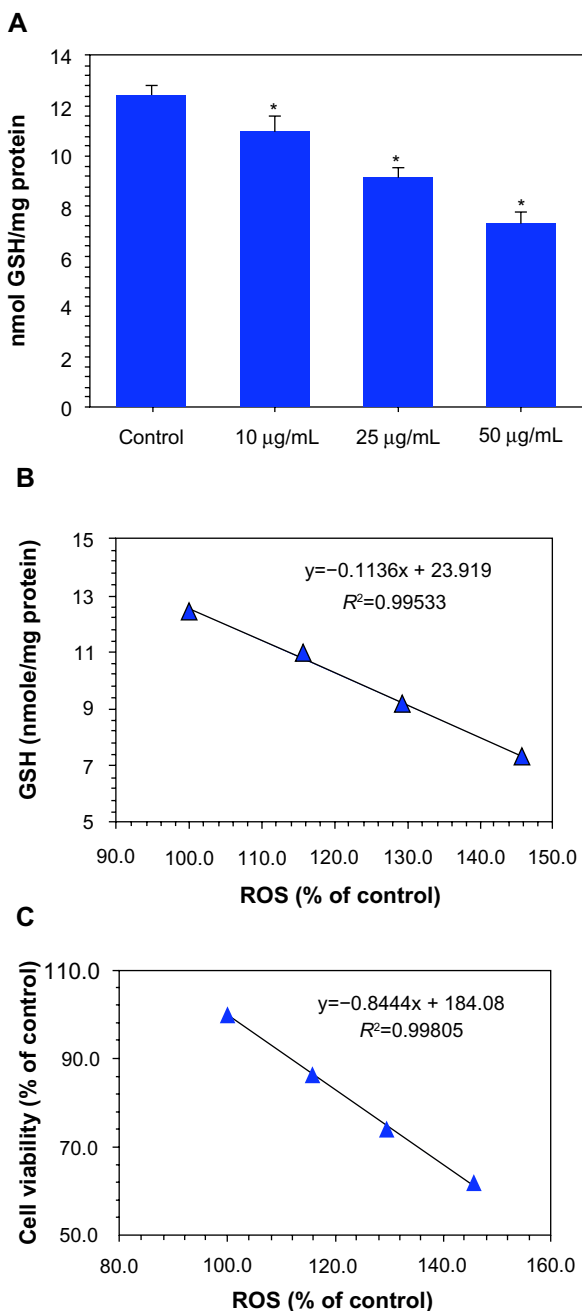 A
nmol GSH/mg protein
14
12
10
8
6
4
2
0
*
*
*
Control
10 μg/mL
25 μg/mL
50 μg/mL
B
GSH (nmole/mg protein)
15
13
11
9
7
5
y=−0.1136x + 23.919
R²=0.99533
90.0
100.0
110.0
120.0
130.0
140.0
150.0
ROS (% of control)
C
Cell viability (% of control)
110.0
90.0
70.0
50.0
y=−0.8444x + 184.08
R²=0.99805
80.0
100.0
120.0
140.0
160.0
ROS (% of control)